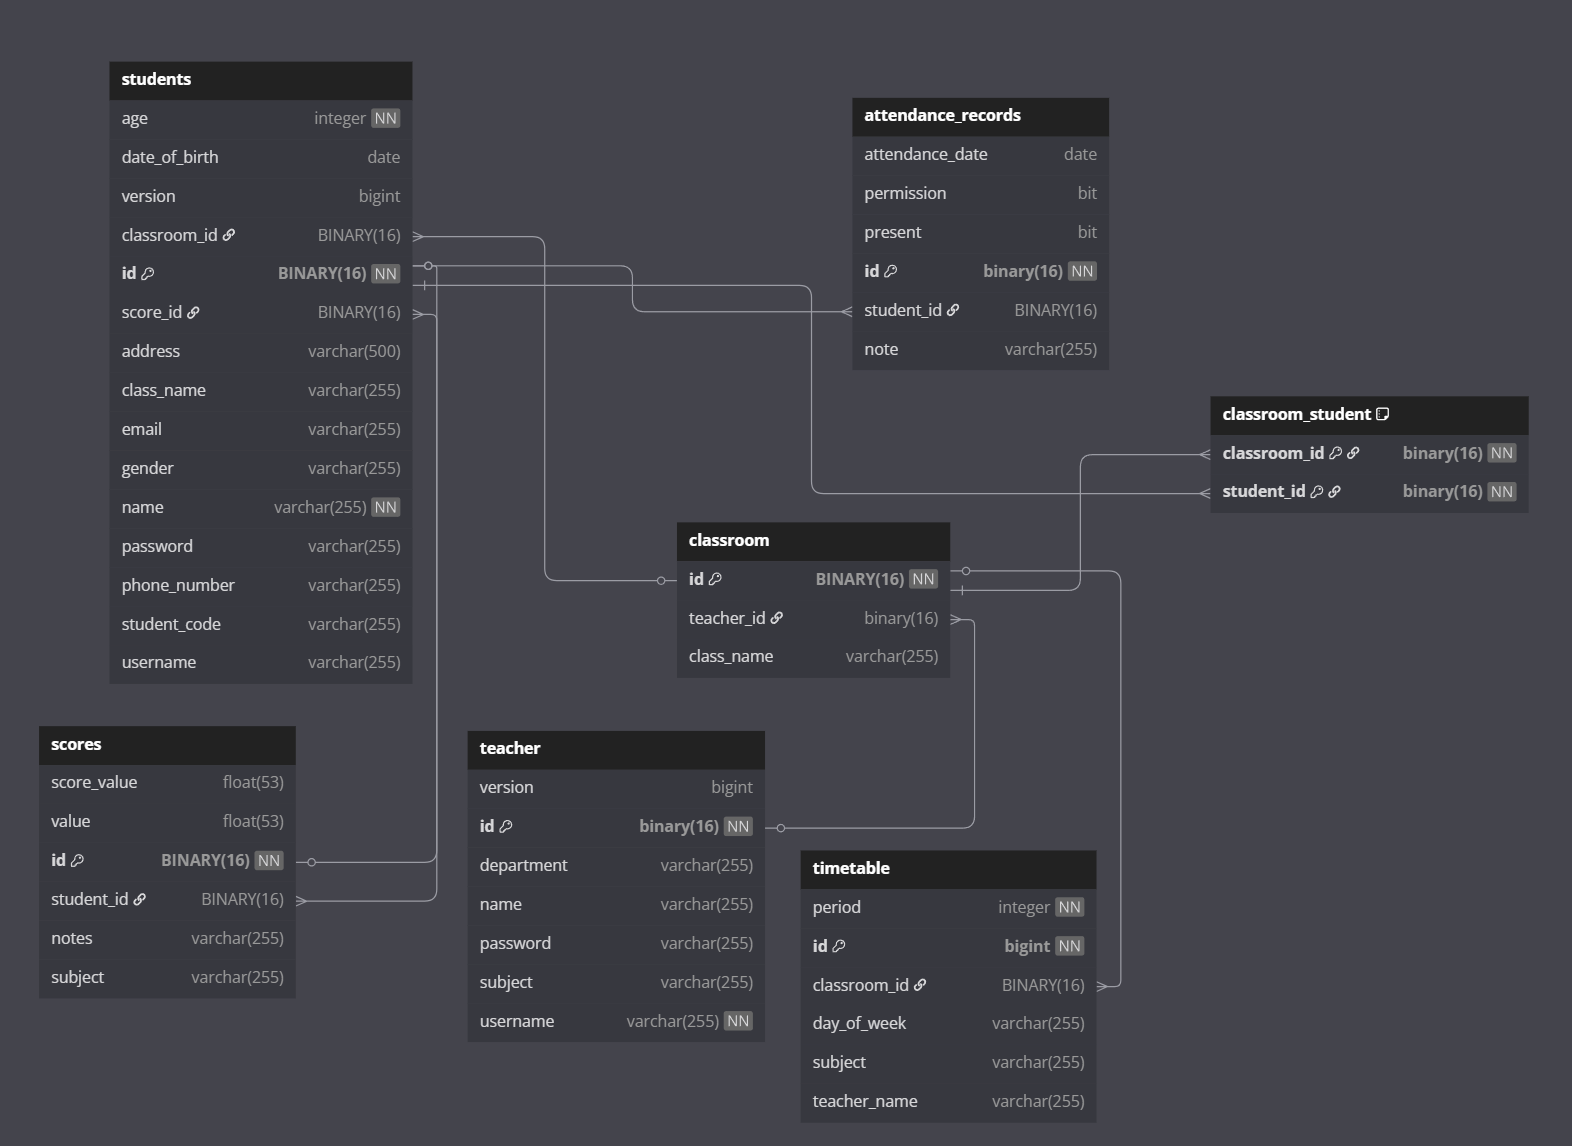 students
age integer NN
date_of_birth date
version bigint
classroom_id BINARY(16)
id BINARY(16) NN
score_id BINARY(16)
address varchar(500)
class_name varchar(255)
email varchar(255)
gender varchar(255)
name varchar(255) NN
password varchar(255)
phone_number varchar(255)
student_code varchar(255)
username varchar(255)
attendance_records
attendance_date date
permission bit
present bit
id binary(16) NN
student_id BINARY(16)
note varchar(255)
classroom_student
classroom_id binary(16) NN
student_id binary(16) NN
classroom
id BINARY(16) NN
teacher_id binary(16)
class_name varchar(255)
scores
score_value float(53)
value float(53)
id BINARY(16) NN
student_id BINARY(16)
notes varchar(255)
subject varchar(255)
teacher
version bigint
id binary(16) NN
department varchar(255)
name varchar(255)
password varchar(255)
subject varchar(255)
username varchar(255) NN
timetable
period integer NN
id bigint NN
classroom_id BINARY(16)
day_of_week varchar(255)
subject varchar(255)
teacher_name varchar(255)